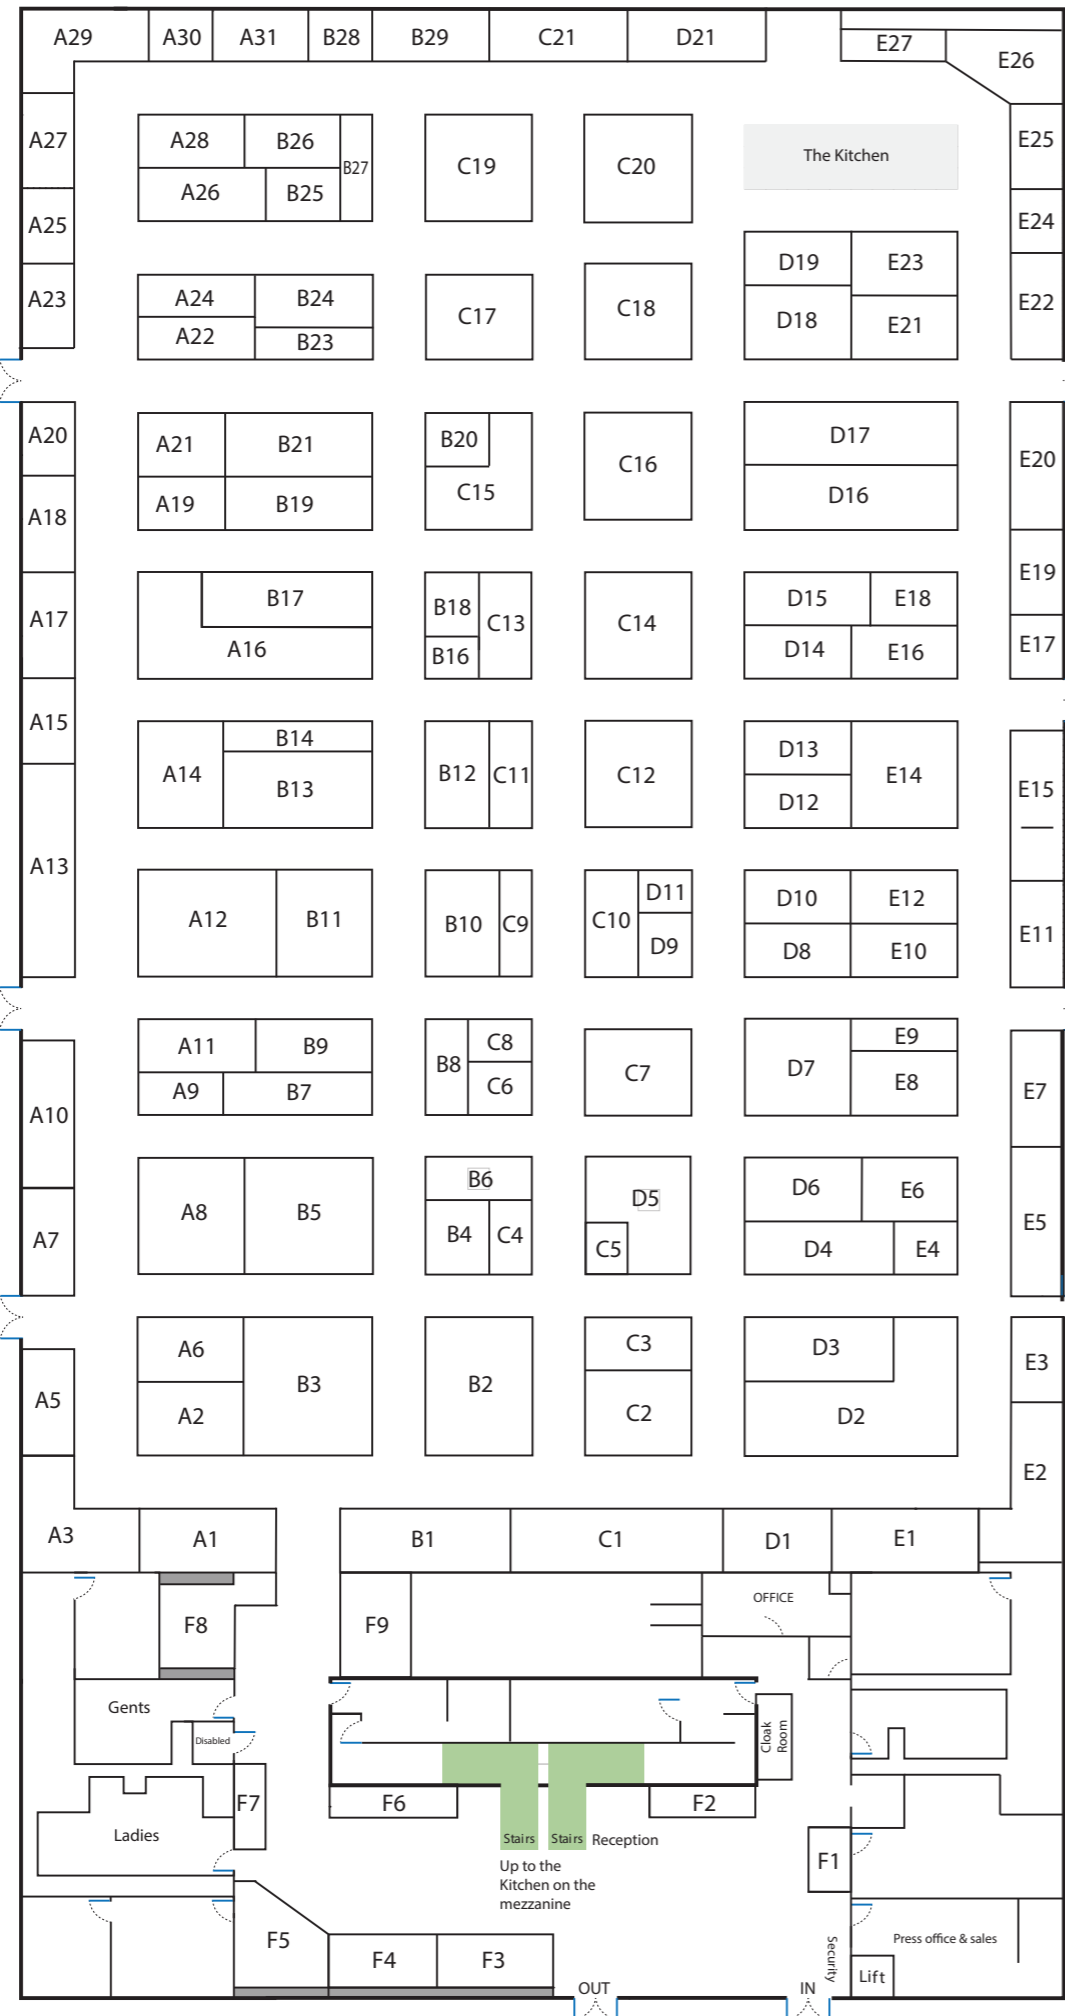 A29 A30 A31 B28 B29 C21 D21 E27
E26
A27 A28 B26 B27 C19 C20 The Kitchen E25
A26 B25
A25 E24
D19 E23
A23 A24 B24 C17 C18 E22
A22 B23 D18 E21
A20 A21 B21 B20 C16 D17 E20
A18 A19 B19 C15 D16
E19
A17 B17 B18 C13 C14 D15 E18
A16 B16 D14 E16 E17
A15 B14 D13
A14 B13 B12 C11 C12 D12 E14 E15
A13 A12 B11 B10 C9 C10 D11 D10 E12
D9 D8 E10 E11
A11 B9 B8 C8 C7 D7 E9
A10 A9 B7 C6 E8 E7
A8 B5 B6 D5 D6 E6
A7 B4 C4 C5 D4 E4 E5
A6 B3 B2 C3 D3 E3
A5 A2 C2 D2
E2
A3 A1 B1 C1 D1 E1
OFFICE
F8 F9
Gents
Disabled
Cloak
Room
F7 F6 F2
Ladies
Stairs Stairs Reception
Up to the
Kitchen on the
mezzanine
F1
F5 F4 F3
Security
Press office & sales
Lift
OUT IN